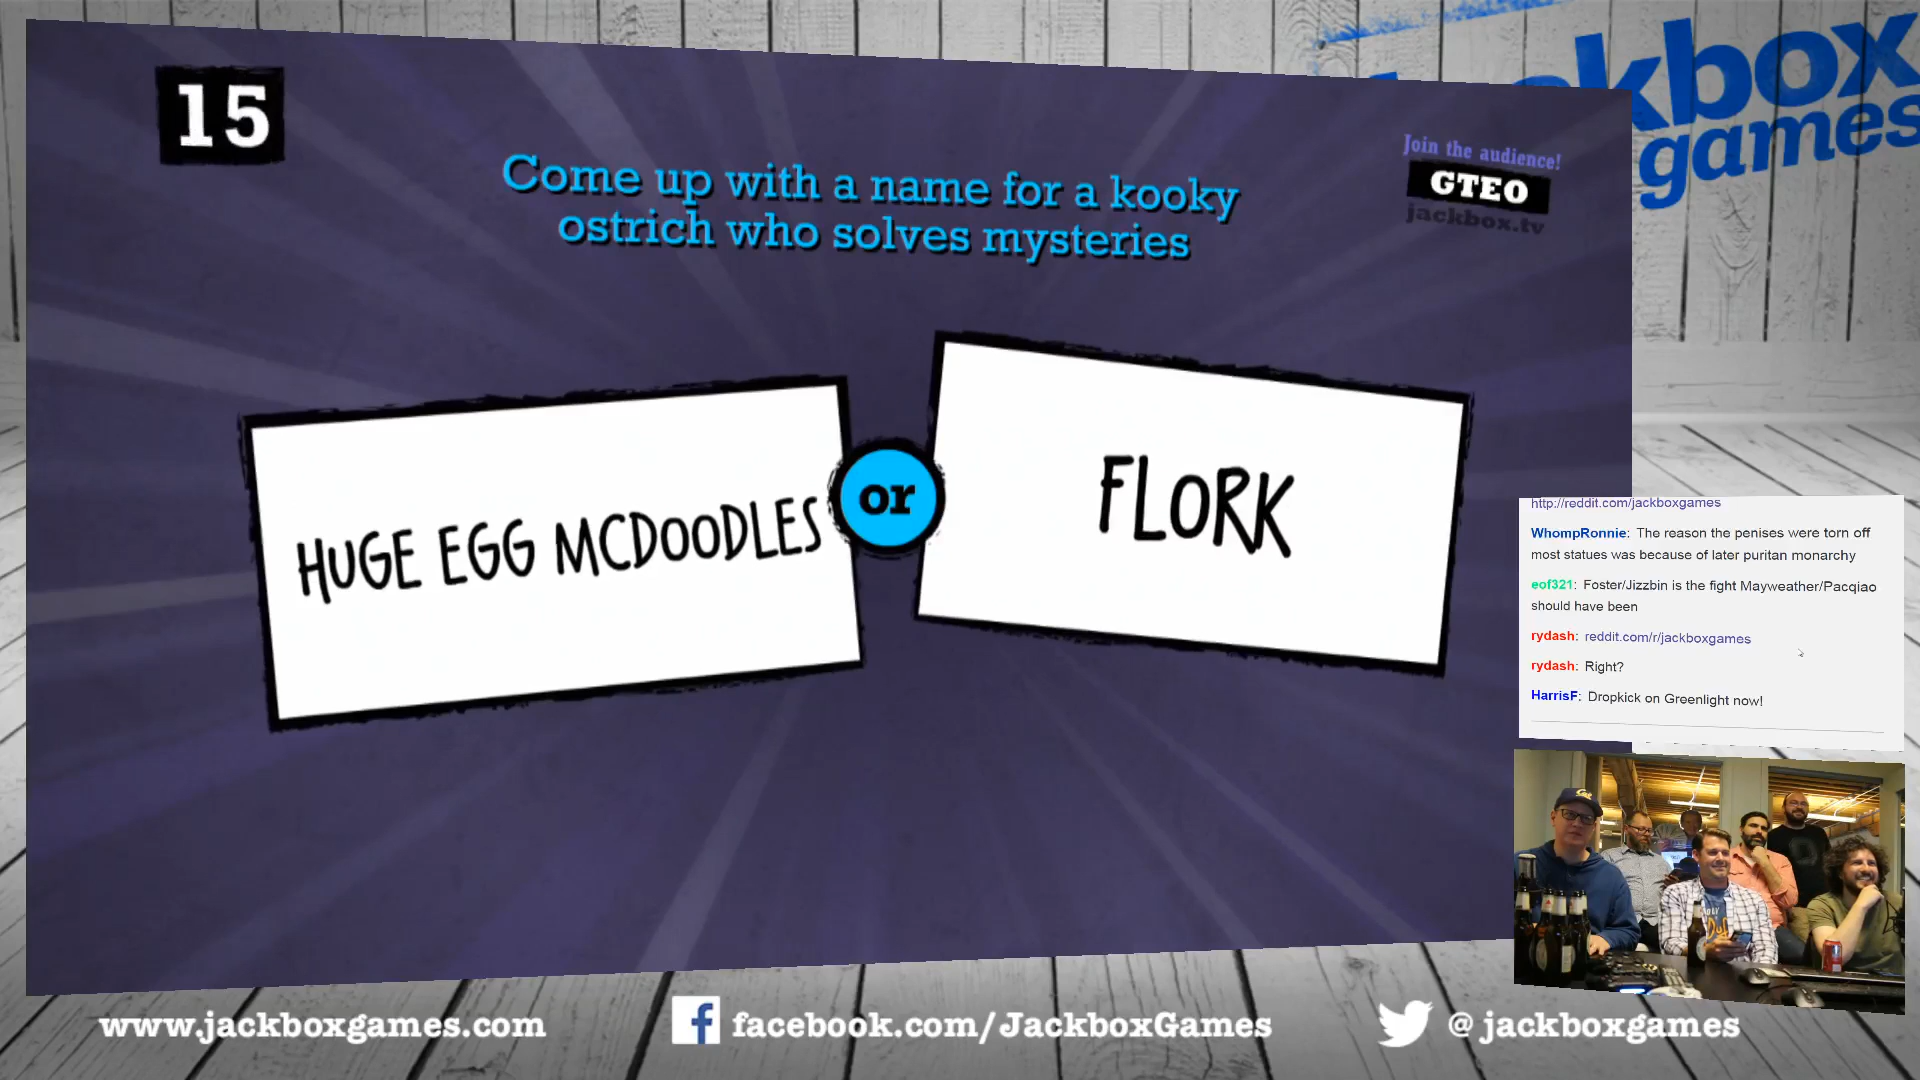 15
Come up with a name for a kooky
ostrich who solves mysteries
Join the audience!
GTEO
jackbox.tv
jackbox
games
HUGE EGG MCDOODLES
or
FLORK
http://reddit.com/jackboxgames
WhompRonnie: The reason the penises were torn off
most statues was because of later puritan monarchy
eof321: Foster/Jizzbin is the fight Mayweather/Pacqiao
should have been
rydash: reddit.com/r/jackboxgames
rydash: Right?
HarrisF: Dropkick on Greenlight now!
Cal
www.jackboxgames.com
facebook.com/JackboxGames
@jackboxgames